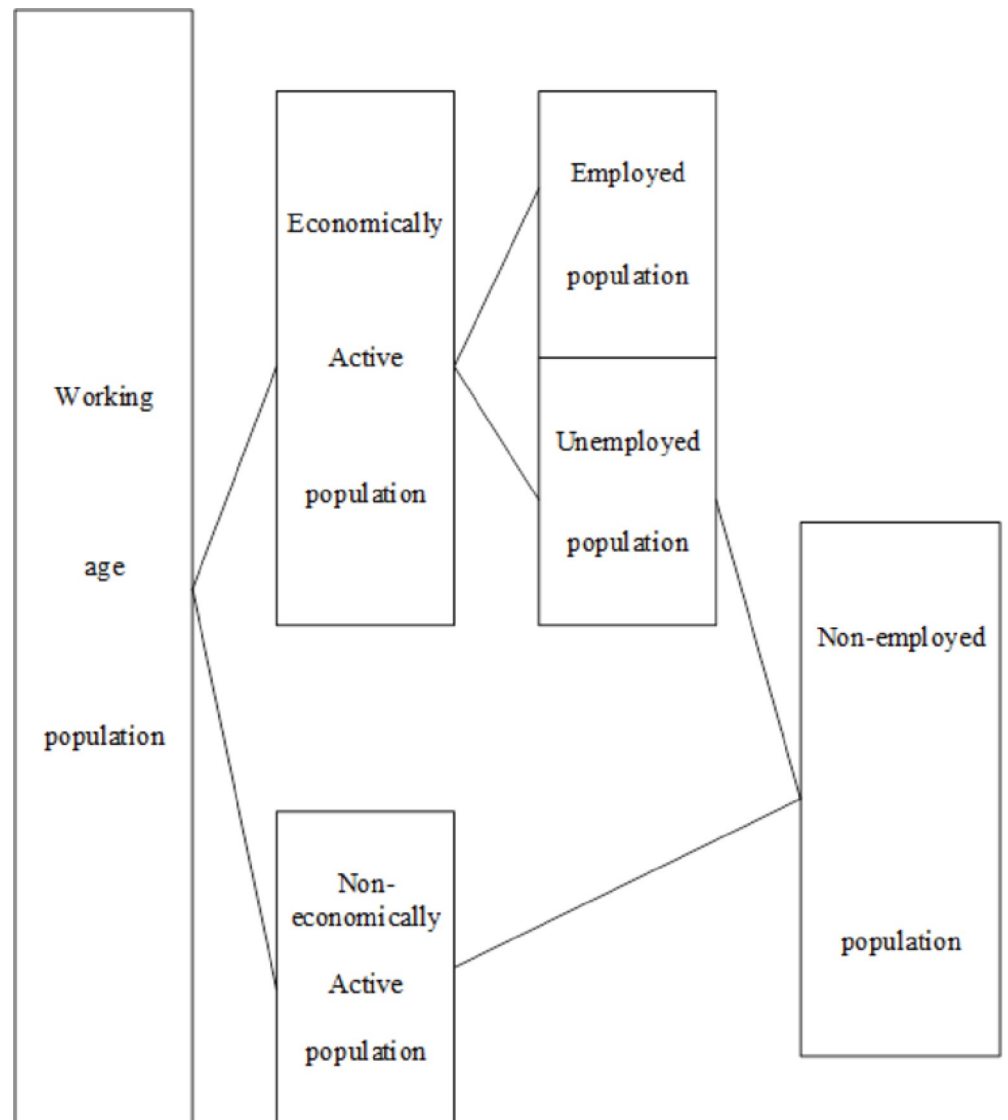 Working
age
population
Economically
Active
population
Non-
economically
Active
population
Employed
population
Unemployed
population
Non-employed
population